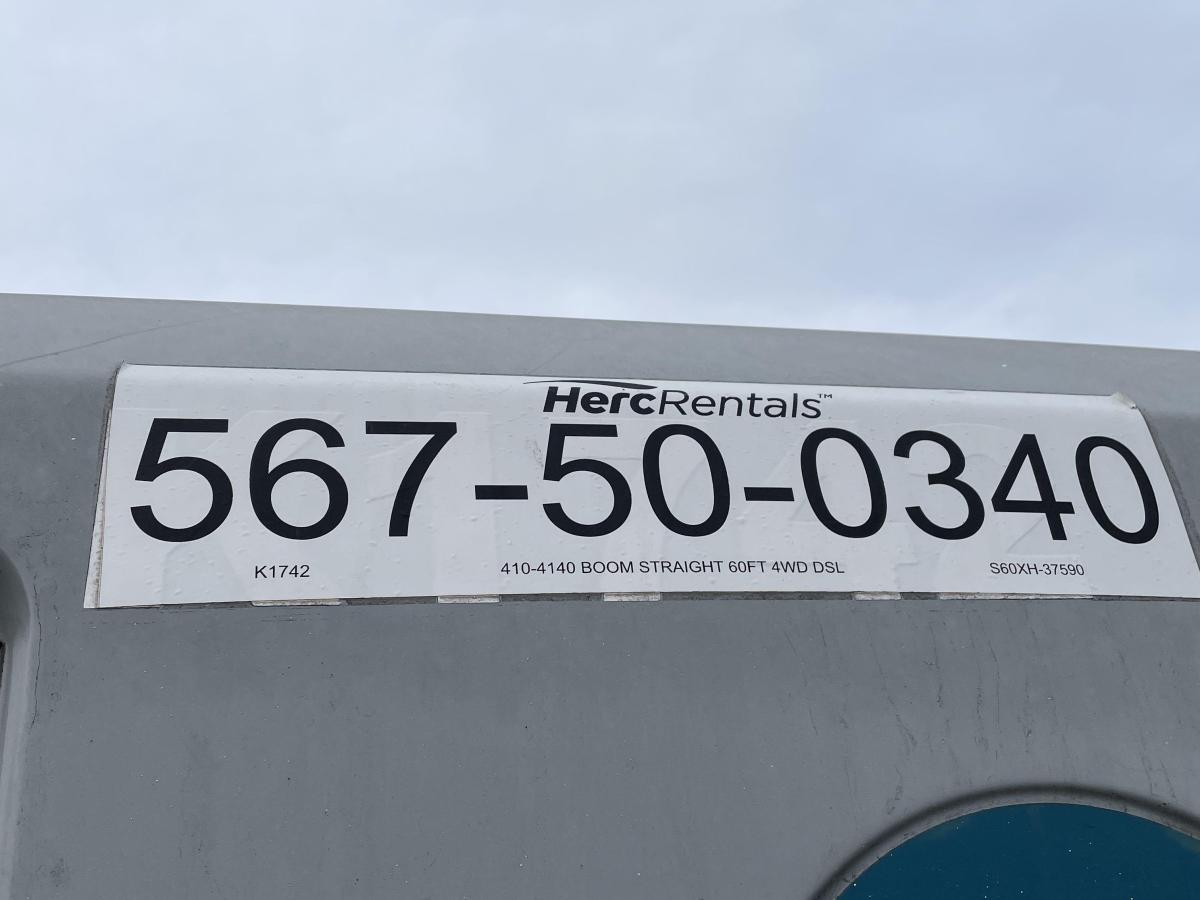 HercRentals™
567-50-0340
K1742 410-4140 BOOM STRAIGHT 60FT 4WD DSL S60XH-37590